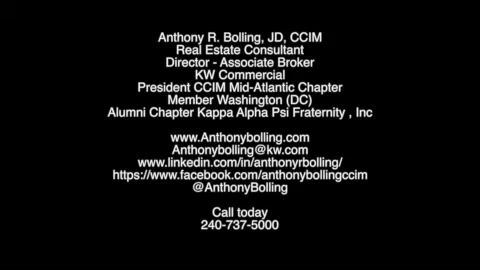 Anthony R. Bolling, JD, CCIM
Real Estate Consultant
Director - Associate Broker
KW Commercial
President CCIM Mid-Atlantic Chapter
Member Washington (DC)
Alumni Chapter Kappa Alpha Psi Fraternity , Inc
www.Anthonybolling.com
Anthonybolling@kw.com
www.linkedin.com/in/anthonyrbolling/
https://www.facebook.com/anthonybollingccim
@AnthonyBolling
Call today
240-737-5000